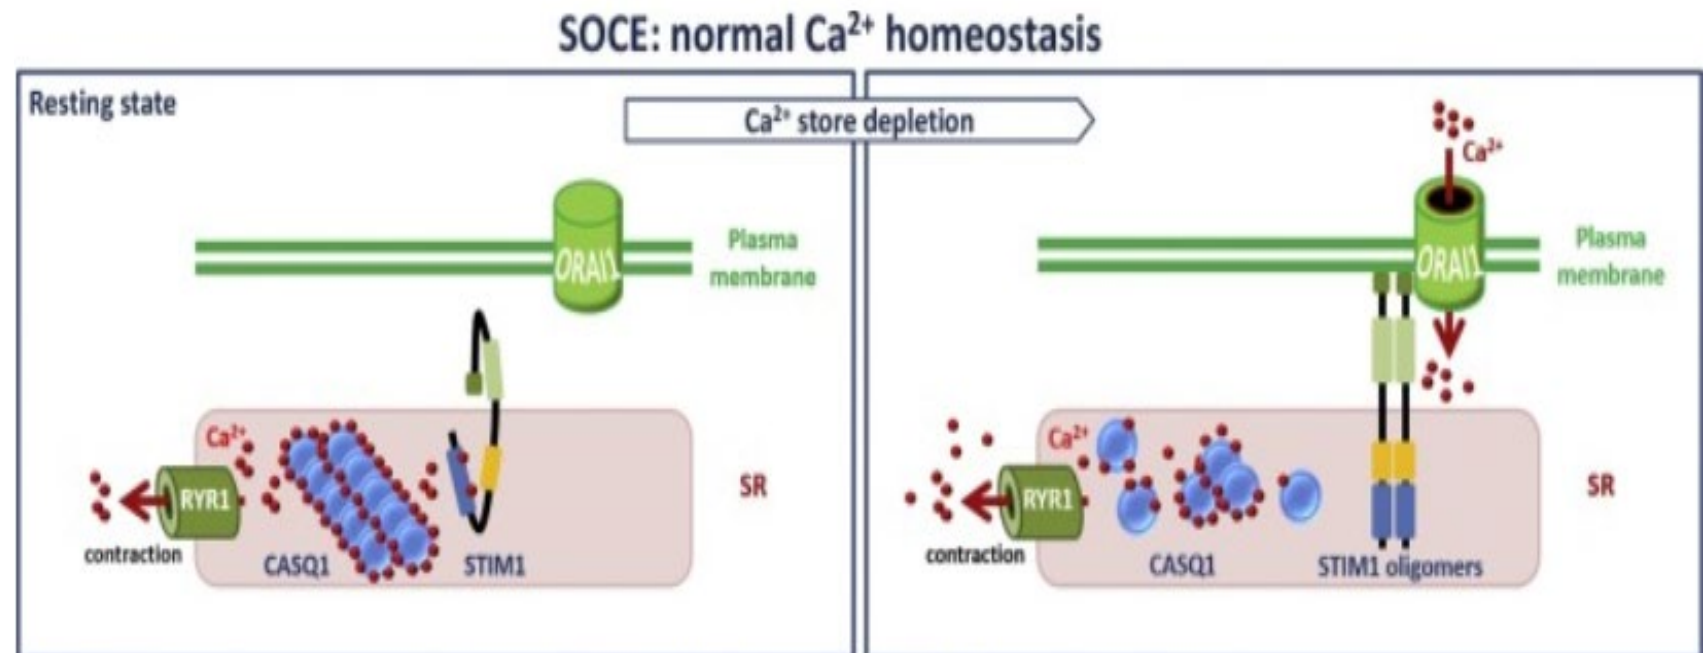 SOCE: normal Ca²⁺ homeostasis
Resting state
Ca²⁺ store depletion
ORAI1
Plasma
membrane
Ca²⁺
RYR1
contraction
CASQ1
STIM1
SR
Ca²⁺
ORAI1
Plasma
membrane
Ca²⁺
RYR1
contraction
CASQ1
STIM1 oligomers
SR